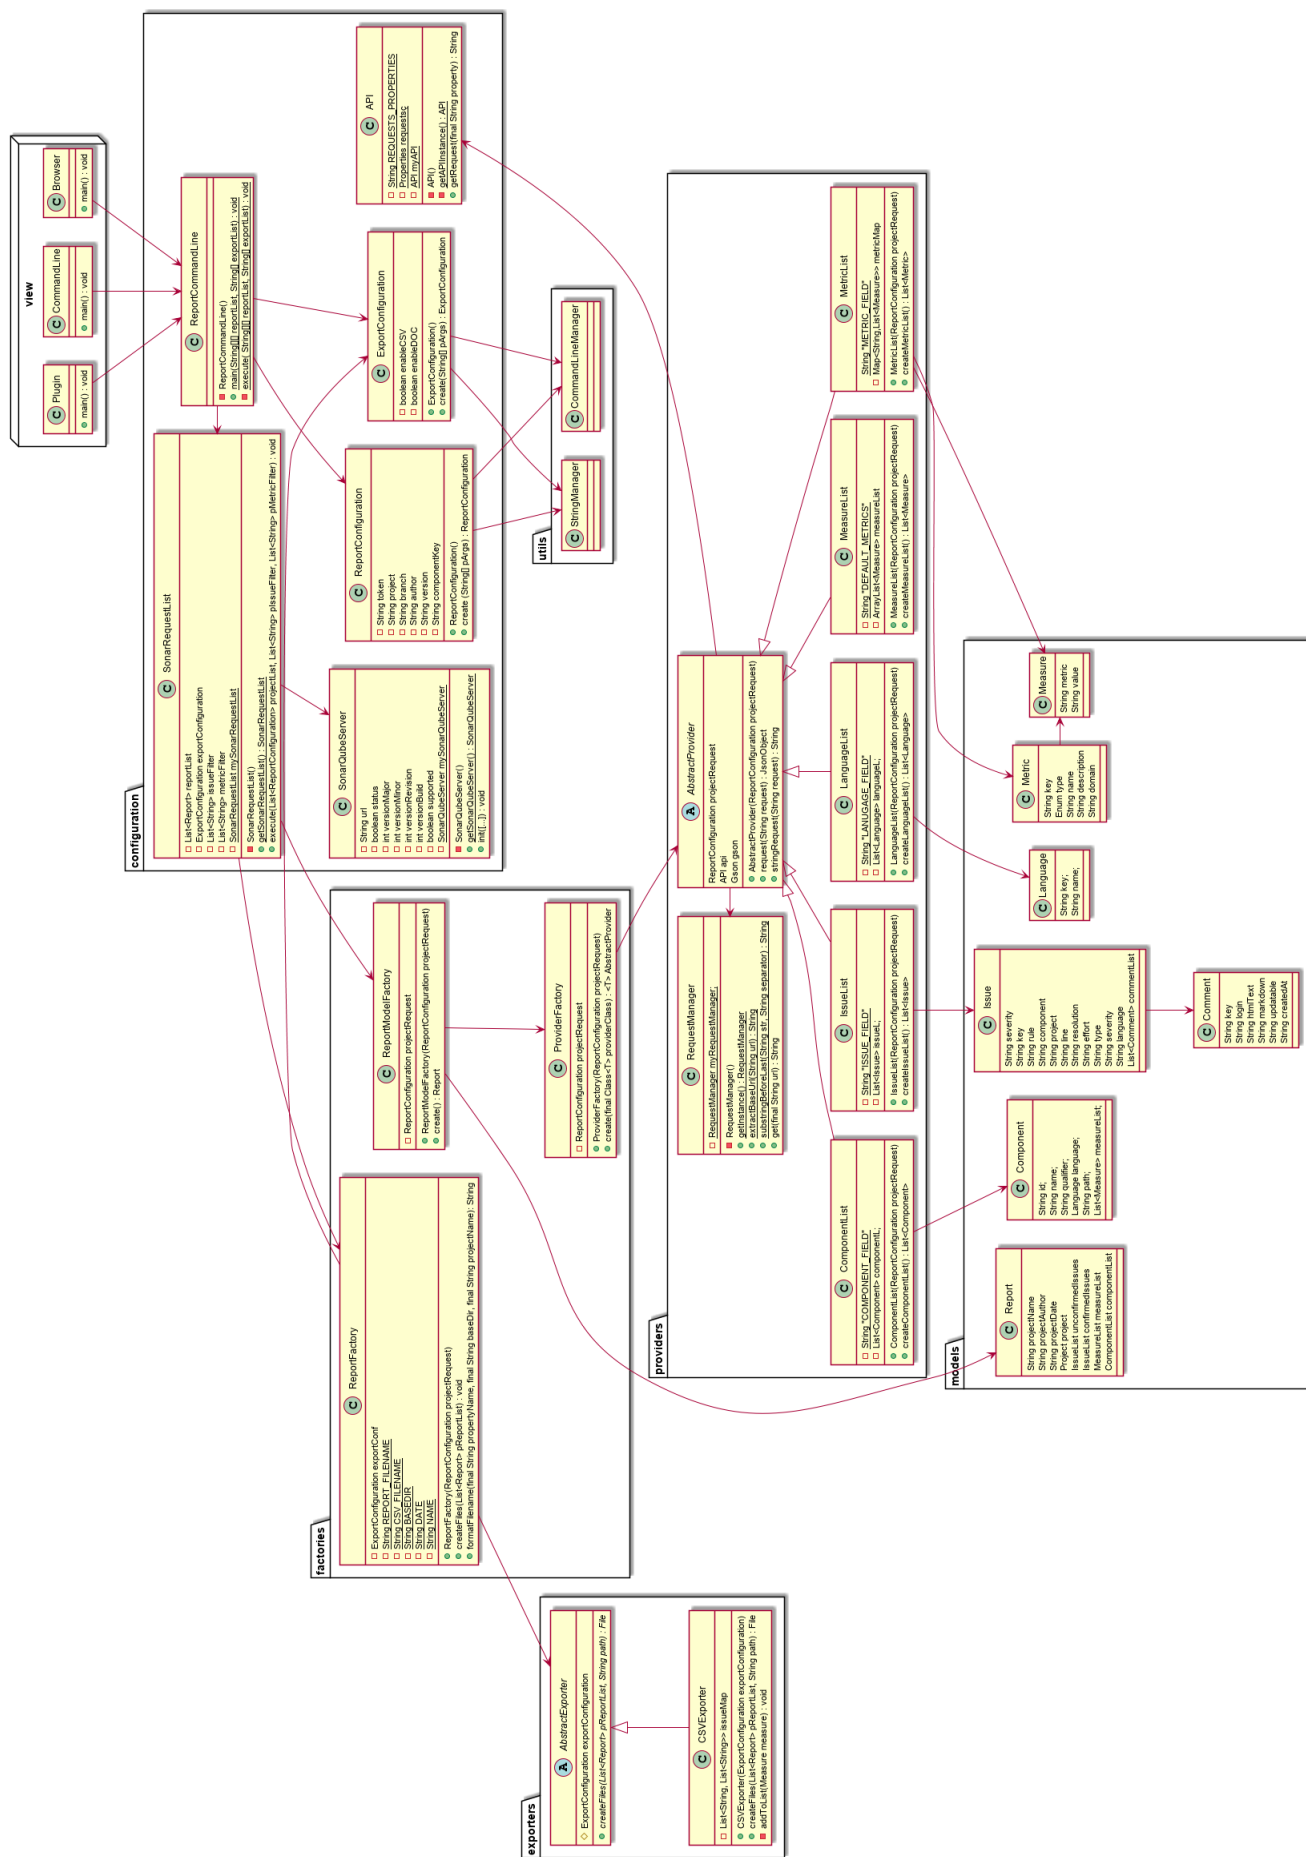 view
C Plugin
main() : void
C CommandLine
main() : void
C Browser
main() : void
configuration
C SonarRequestList
List<Report> reportList
ExportConfiguration exportConfiguration
List<String> issueFilter
List<String> metricFilter
SonarRequestList mySonarRequestList
SonarRequestList()
getSonarRequestList() : SonarRequestList
execute(List<ReportConfiguration> projectList, List<String> pIssueFilter, List<String> pMetricFilter) : void
C ReportCommandLine
ReportCommandLine()
main(String[][] reportList, String[] exportList) : void
execute( String[][] reportList, String[] exportList) : void
C SonarQubeServer
String url
boolean status
int versionMajor
int versionMinor
int versionRevision
int versionBuild
boolean supported
SonarQubeServer mySonarQubeServer
SonarQubeServer()
getSonarQubeServer() : SonarQubeServer
init([...]) : void
C ReportConfiguration
String token
String project
String branch
String author
String version
String componentKey
ReportConfiguration()
create (String[] pArgs) : ReportConfiguration
C ExportConfiguration
boolean enableCSV
boolean enableDOC
ExportConfiguration()
create(String[] pArgs) : ExportConfiguration
C API
String REQUESTS_PROPERTIES
Properties requestsc
API myAPI
API()
getAPIInstance() : API
getRequest(final String property) : String
utils
C StringManager
C CommandLineManager
factories
C ReportFactory
ExportConfiguration exportConf
String REPORT_FILENAME
String CSV_FILENAME
String BASEDIR
String DATE
String NAME
ReportFactory(ReportConfiguration projectRequest)
createFiles(List<Report> pReportList) : void
formatFilename(final String propertyName, final String baseDir, final String projectName): String
C ReportModelFactory
ReportConfiguration projectRequest
ReportModelFactory(ReportConfiguration projectRequest)
create() : Report
C ProviderFactory
ReportConfiguration projectRequest
ProviderFactory(ReportConfiguration projectRequest)
create(final Class<T> providerClass) : <T> AbstractProvider
exporters
A AbstractExporter
ExportConfiguration exportConfiguration
createFiles(List<Report> pReportList, String path) : File
C CSVExporter
List<String, List<String>> issueMap
CSVExporter(ExportConfiguration exportConfiguration)
createFiles(List<Report> pReportList, String path) : File
addToList(Measure measure) : void
providers
C RequestManager
RequestManager myRequestManager;
RequestManager()
getInstance() : RequestManager
extractBaseUrl(String url) : String
substringBeforeLast(String str, String separator) : String
get(final String url) : String
A AbstractProvider
ReportConfiguration projectRequest
API api
Gson gson
AbstractProvider(ReportConfiguration projectRequest)
request(String request) : JsonObject
stringRequest(String request) : String
C ComponentList
String "COMPONENT_FIELD"
List<Component> componentL;
ComponentList(ReportConfiguration projectRequest)
createComponentList() : List<Component>
C IssueList
String "ISSUE_FIELD"
List<Issue> issueL;
IssueList(ReportConfiguration projectRequest)
createIssueList() : List<Issue>
C LanguageList
String "LANUGAGE_FIELD"
List<Language> languageL;
LanguageList(ReportConfiguration projectRequest)
createLanguageList() : List<Language>
C MeasureList
String "DEFAULT_METRICS"
ArrayList<Measure> measureList
MeasureList(ReportConfiguration projectRequest)
createMeasureList() : List<Measure>
C MetricList
String "METRIC_FIELD"
Map<String,List<Measure>> metricMap
MetricList(ReportConfiguration projectRequest)
createMetricList() : List<Metric>
models
C Report
String projectName
String projectAuthor
String projectDate
Project project
IssueList unconfirmedIssues
IssueList confirmedIssues
MeasureList measureList
ComponentList componentList
C Component
String id;
String name;
String qualifier;
Language language;
String path;
List<Measure> measureList;
C Issue
String severity
String key
String rule
String component
String project
String line
String resolution
String effort
String type
String severity
String language
List<Comment> commentList
C Language
String key;
String name;
C Metric
String key
Enum type
String name
String description
String domain
C Measure
String metric
String value
C Comment
String key
String login
String htmlText
String markdown
String updatable
String createdAt